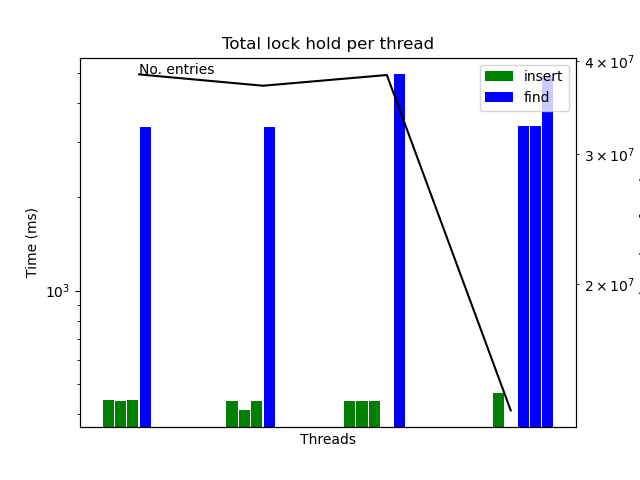 Total lock hold per thread
No. entries
insert
find
Time (ms)
10³
4 × 10⁷
3 × 10⁷
2 × 10⁷
Threads